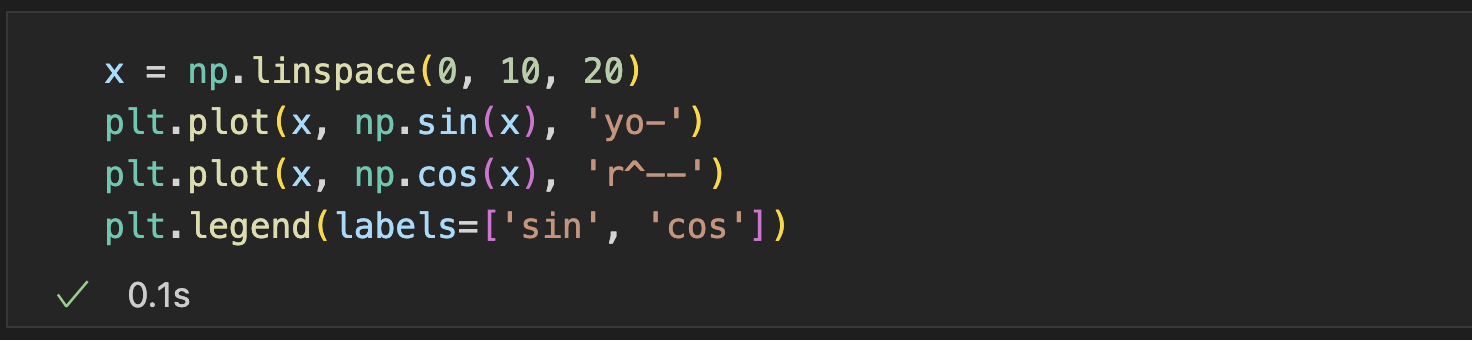 x = np.linspace(0, 10, 20)
plt.plot(x, np.sin(x), 'yo-')
plt.plot(x, np.cos(x), 'r^--')
plt.legend(labels=['sin', 'cos'])
✓ 0.1s